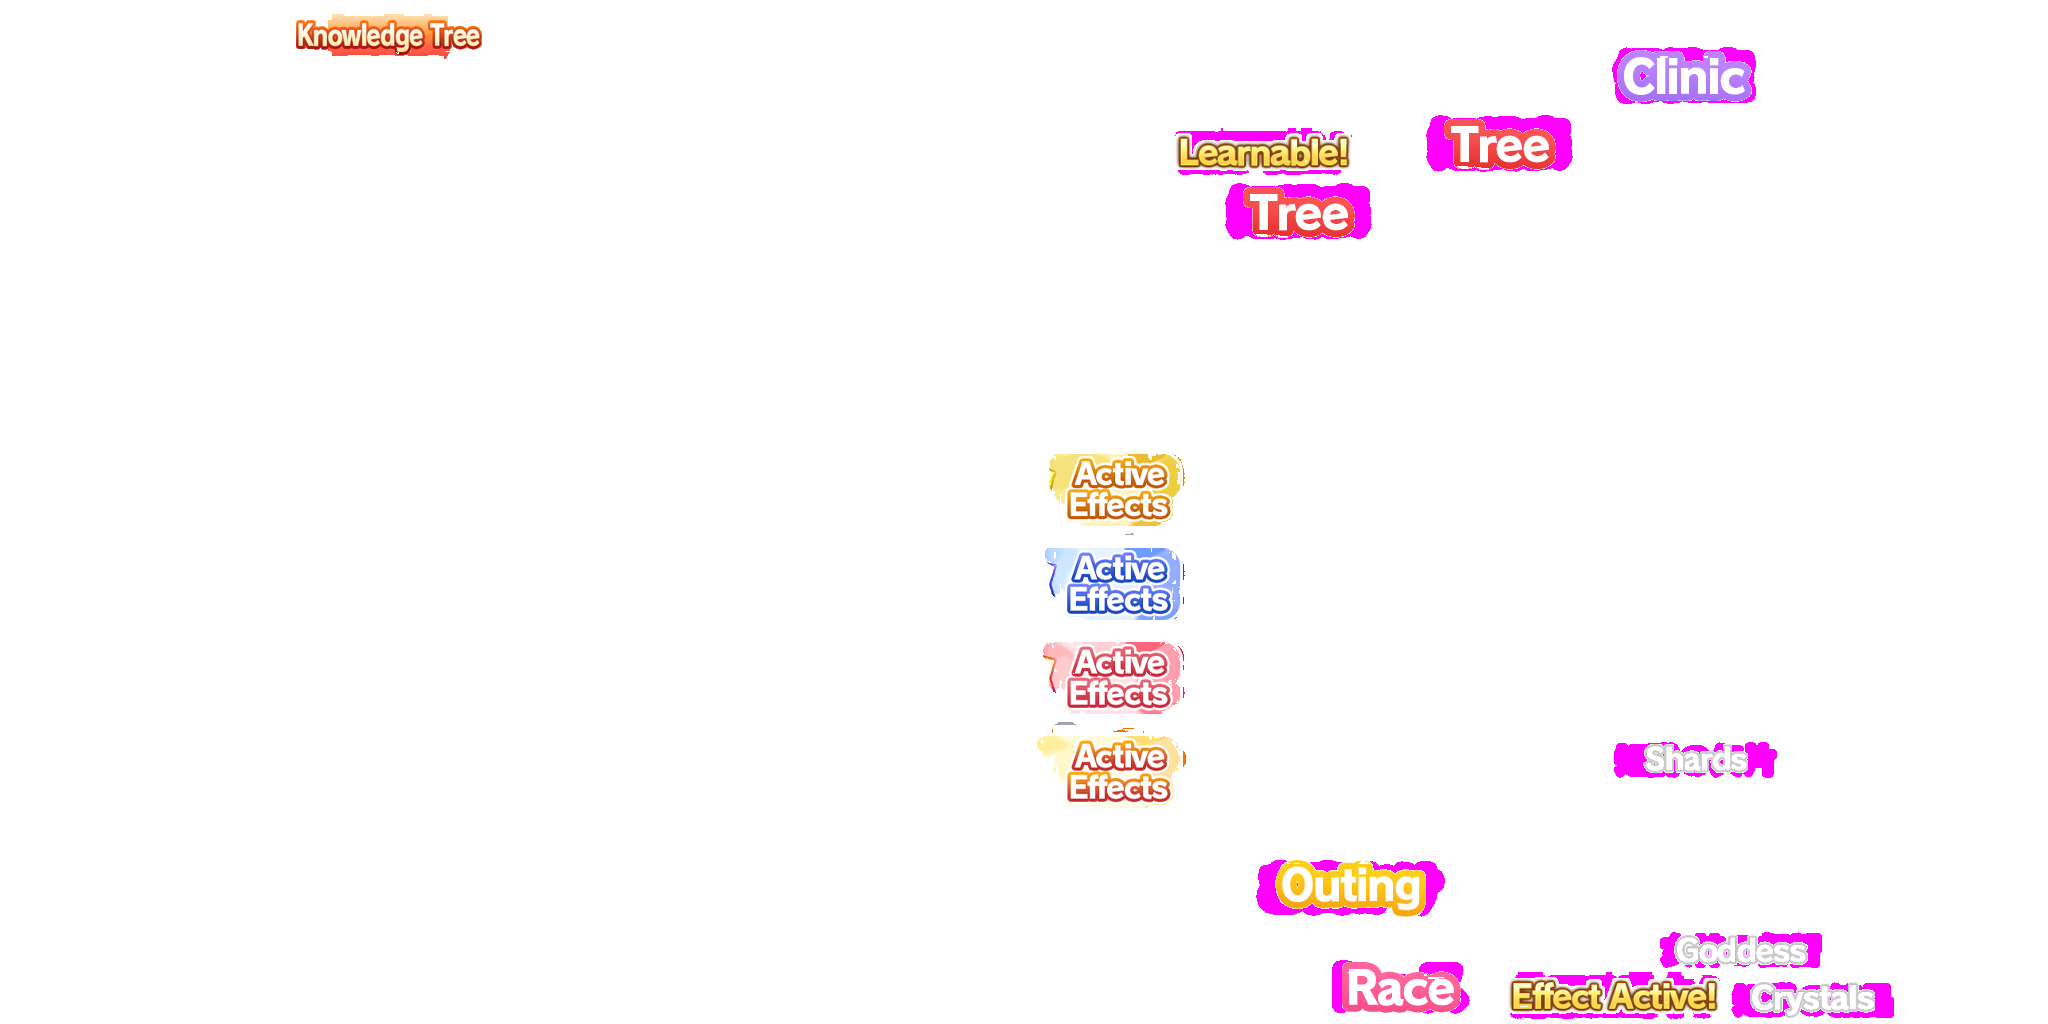 Knowledge Tree
Clinic
Learnable!
Tree
Tree
Active
Effects
Active
Effects
Active
Effects
Active
Effects
Shards
Outing
Goddess
Race
Effect Active!
Crystals